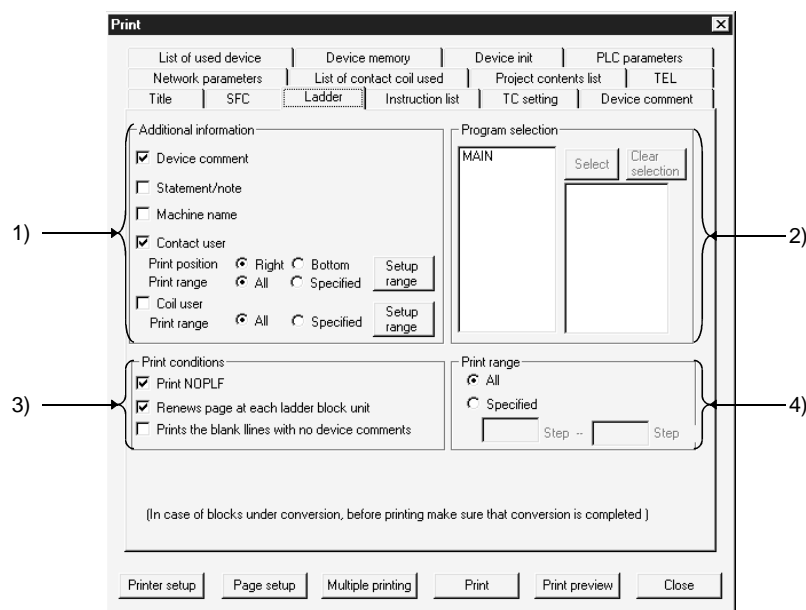 Print
List of used device Device memory Device init PLC parameters
Network parameters List of contact coil used Project contents list TEL
Title SFC Ladder Instruction list TC setting Device comment
Additional information
Device comment
Statement/note
Machine name
1)
Contact user
Print position Right Bottom
Print range All Specified
Setup
range
Coil user
Print range All Specified
Setup
range
Program selection
MAIN
Select
Clear
selection
2)
Print conditions
Print NOPLF
3)
Renews page at each ladder block unit
Prints the blank llines with no device comments
Print range
All
Specified
4)
Step -- Step
(In case of blocks under conversion, before printing make sure that conversion is completed )
Printer setup Page setup Multiple printing Print Print preview Close